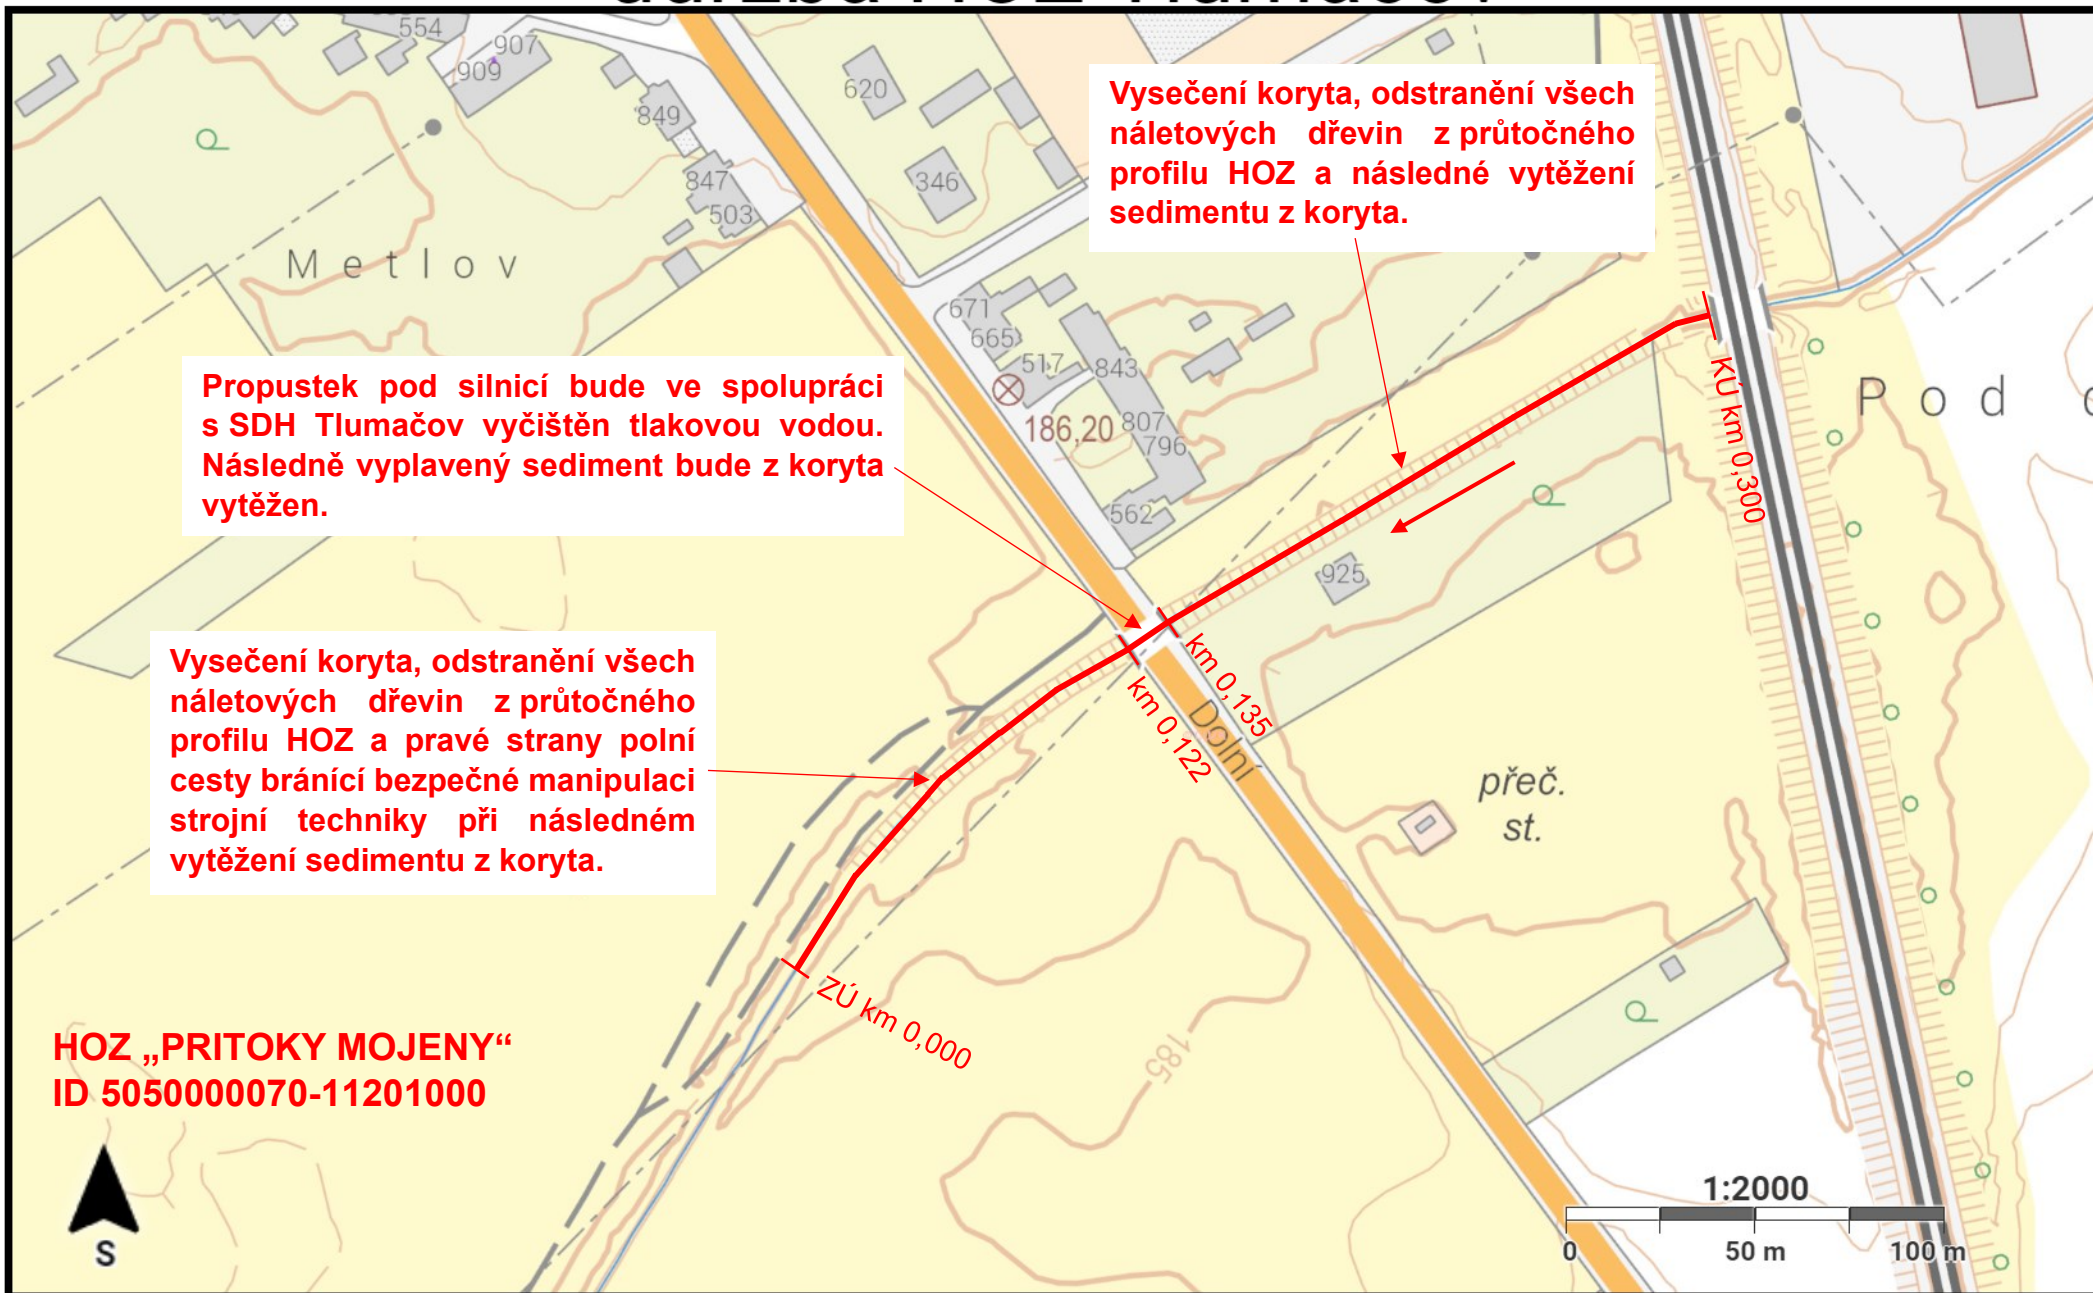 554
907
909
849
847
503
620
346
Vysečení koryta, odstranění všech
náletových dřevin z průtočného
profilu HOZ a následné vytěžení
sedimentu z koryta.
Metlov
671
665
517
843
186,20
807
796
562
Propustek pod silnicí bude ve spolupráci
s SDH Tlumačov vyčištěn tlakovou vodou.
Následně vyplavený sediment bude z koryta
vytěžen.
KÚ km 0,300
Pod
925
Vysečení koryta, odstranění všech
náletových dřevin z průtočného
profilu HOZ a pravé strany polní
cesty bránící bezpečné manipulaci
strojní techniky při následném
vytěžení sedimentu z koryta.
km 0,135
km 0,122
Dolní
přeč.
st.
ZÚ km 0,000
185
HOZ „PRITOKY MOJENY“
ID 5050000070-11201000
S
1:2000
0
50 m
100 m